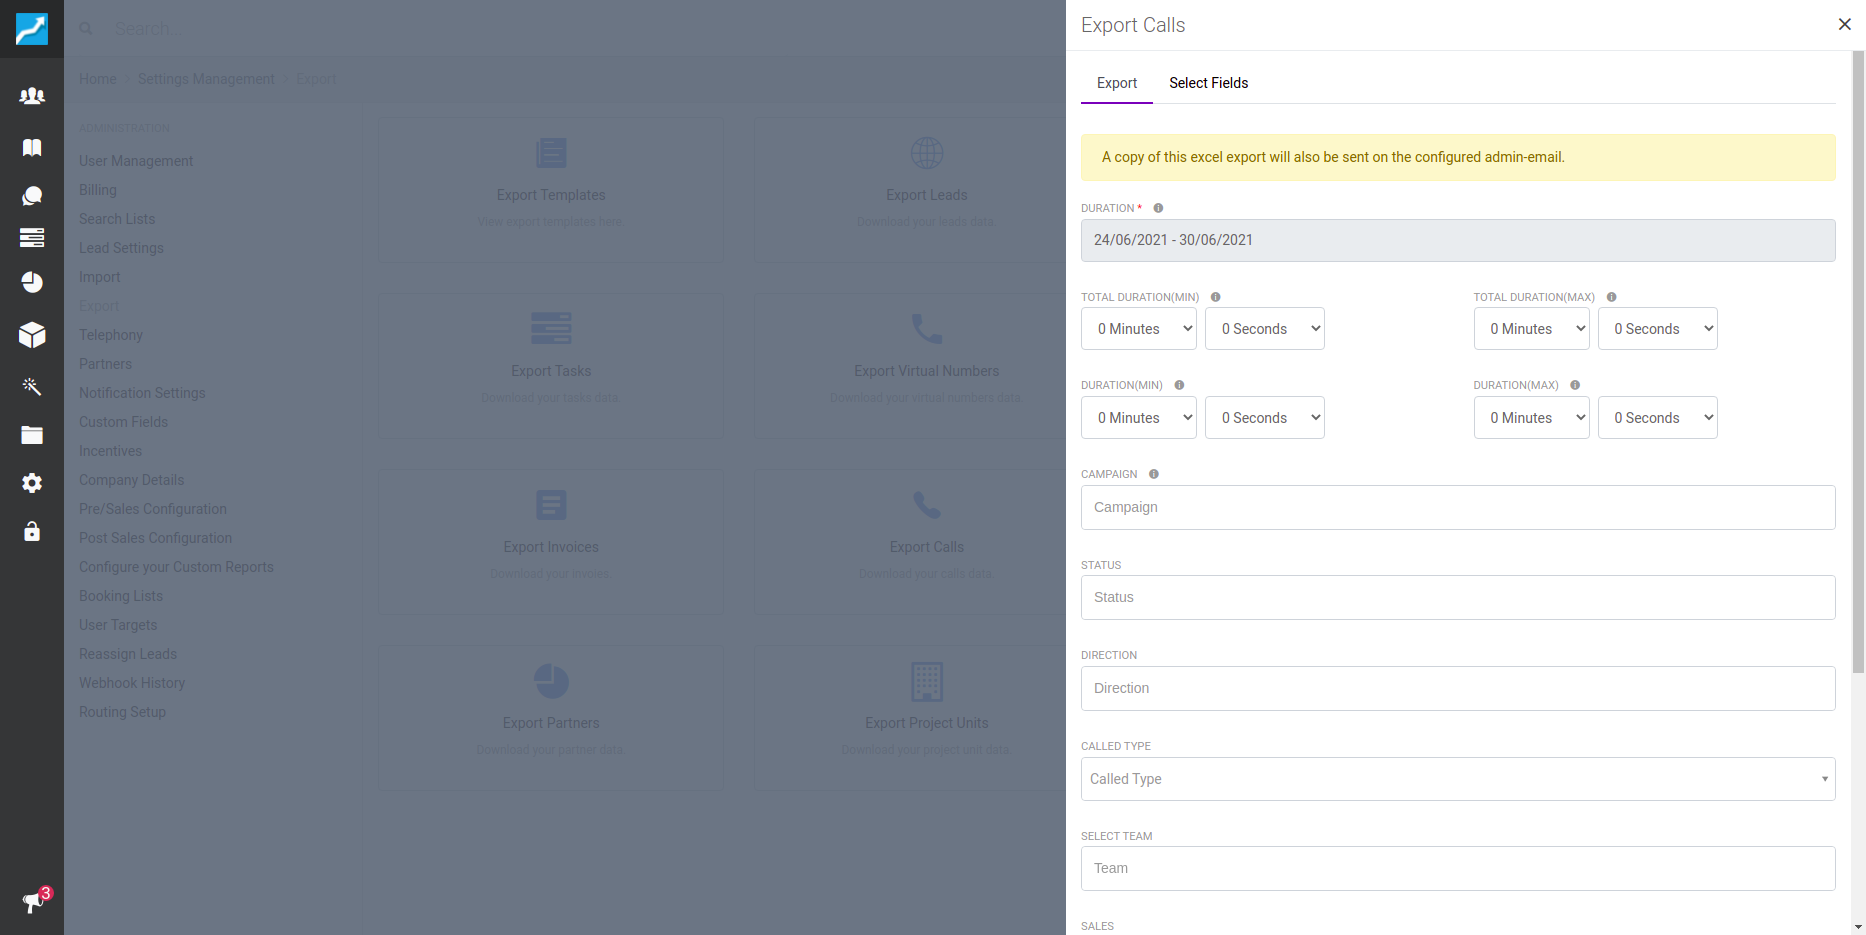 Search...
Home > Settings Management > Export
ADMINISTRATION
User Management
Billing
Search Lists
Lead Settings
Import
Export
Telephony
Partners
Notification Settings
Custom Fields
Incentives
Company Details
Pre/Sales Configuration
Post Sales Configuration
Configure your Custom Reports
Booking Lists
User Targets
Reassign Leads
Webhook History
Routing Setup
3
Export Templates
View export templates here.
Export Leads
Download your leads data.
Export Tasks
Download your tasks data.
Export Virtual Numbers
Download your virtual numbers data.
Export Invoices
Download your invoies.
Export Calls
Download your calls data.
Export Partners
Download your partner data.
Export Project Units
Download your project unit data.
Export Calls
Export Select Fields
A copy of this excel export will also be sent on the configured admin-email.
DURATION *
24/06/2021 - 30/06/2021
TOTAL DURATION(MIN) TOTAL DURATION(MAX)
0 Minutes 0 Seconds 0 Minutes 0 Seconds
DURATION(MIN) DURATION(MAX)
0 Minutes 0 Seconds 0 Minutes 0 Seconds
CAMPAIGN
Campaign
STATUS
Status
DIRECTION
Direction
CALLED TYPE
Called Type
SELECT TEAM
Team
SALES